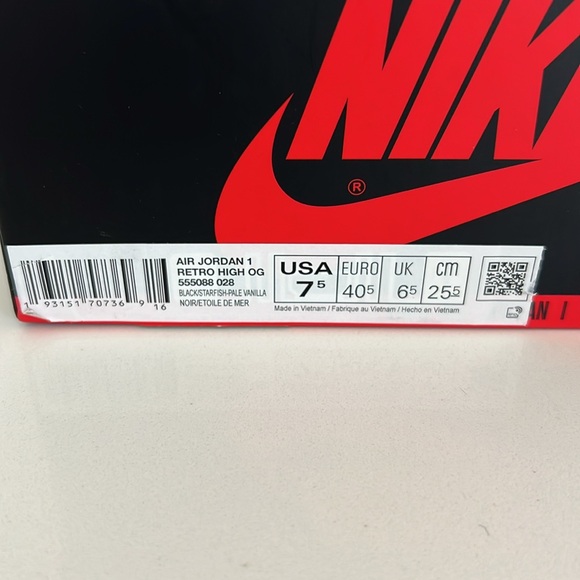 NIK
®
AIR JORDAN 1
RETRO HIGH OG
555088 028
BLACK/STARFISH-PALE VANILLA
NOIR/ETOILE DE MER
1 93151 70736 9 16
USA EURO UK cm
7⁵ 40⁵ 6⁵ 25⁵
Made in Vietnam / Fabrique au Vietnam / Hecho en Vietnam
AN I